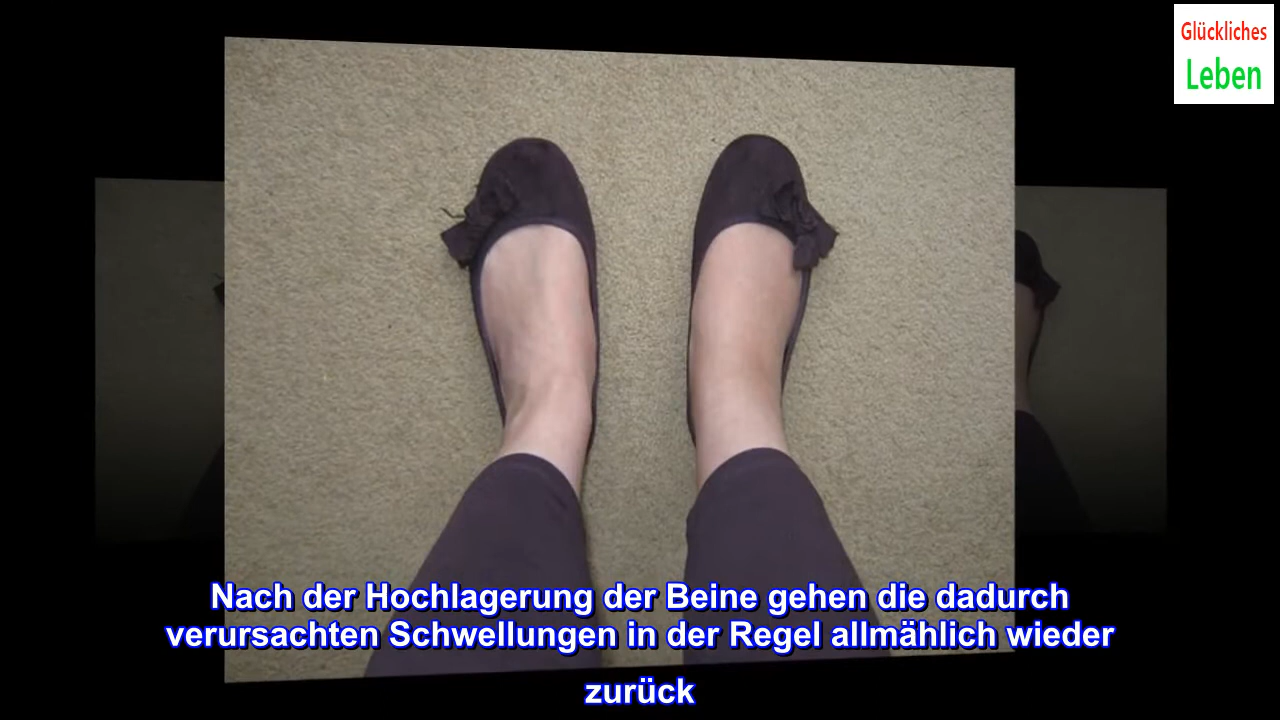 Glückliches
Leben
Nach der Hochlagerung der Beine gehen die dadurch
verursachten Schwellungen in der Regel allmählich wieder
zurück